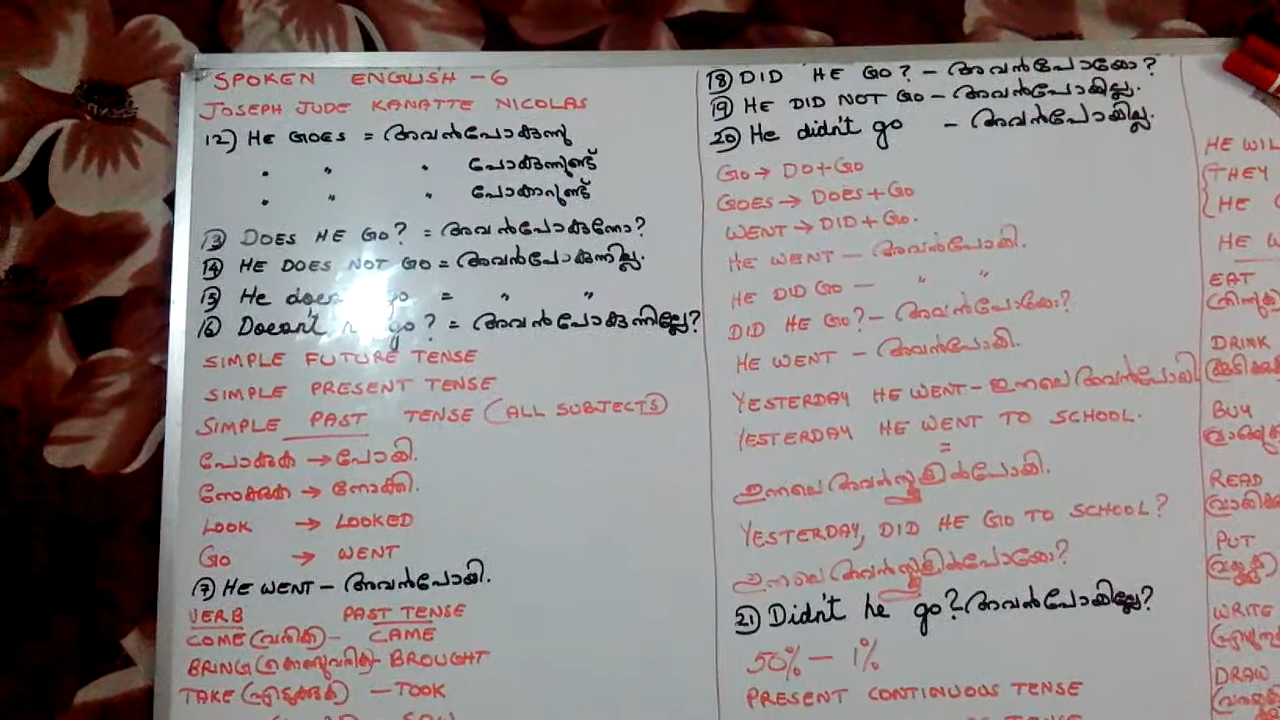 SPOKEN ENGLISH - 6
JOSEPH JUDE KANATTE NICOLAS
12) HE GOES = അവൻപോകുന്നു
" " " പോകുന്നുണ്ട്
" " " പോകാറുണ്ട്
13) DOES HE GO? = അവൻപോകുന്നോ?
14) HE DOES NOT GO = അവൻപോകുന്നില്ല.
15) He go = " "
16) Doesn't go? = അവൻപോകുന്നില്ലേ?
SIMPLE FUTURE TENSE
SIMPLE PRESENT TENSE
SIMPLE PAST TENSE (ALL SUBJECTS)
പോകുക → പോയി.
നോക്കുക → നോക്കി.
LOOK → LOOKED
GO → WENT
17) HE WENT - അവൻപോയി.
VERB PAST TENSE
COME (വരിക) - CAME
BRING (കൊണ്ടുവരിക) - BROUGHT
TAKE (എടുക്കുക) - TOOK
18) DID HE GO? - അവൻപോയോ?
19) HE DID NOT GO - അവൻപോയില്ല.
20) He didn't go - അവൻപോയില്ല.
GO → DO+GO
GOES → DOES+GO
WENT → DID+GO.
HE WENT - അവൻപോയി.
HE DID GO - " "
DID HE GO? - അവൻപോയോ?
HE WENT - അവൻപോയി.
YESTERDAY HE WENT - ഇന്നലെ അവൻപോയി
YESTERDAY HE WENT TO SCHOOL.
=
ഇന്നലെ അവൻസ്കൂളിൽപോയി.
YESTERDAY, DID HE GO TO SCHOOL?
ഇന്നലെ അവൻസ്കൂളിൽപോയോ?
21) Didn't he go? അവൻപോയില്ലേ?
50% - 1%
PRESENT CONTINUOUS TENSE
THEY
HE
HE W
EAT
DRINK
BUY
READ
PUT
WRITE
DRAW